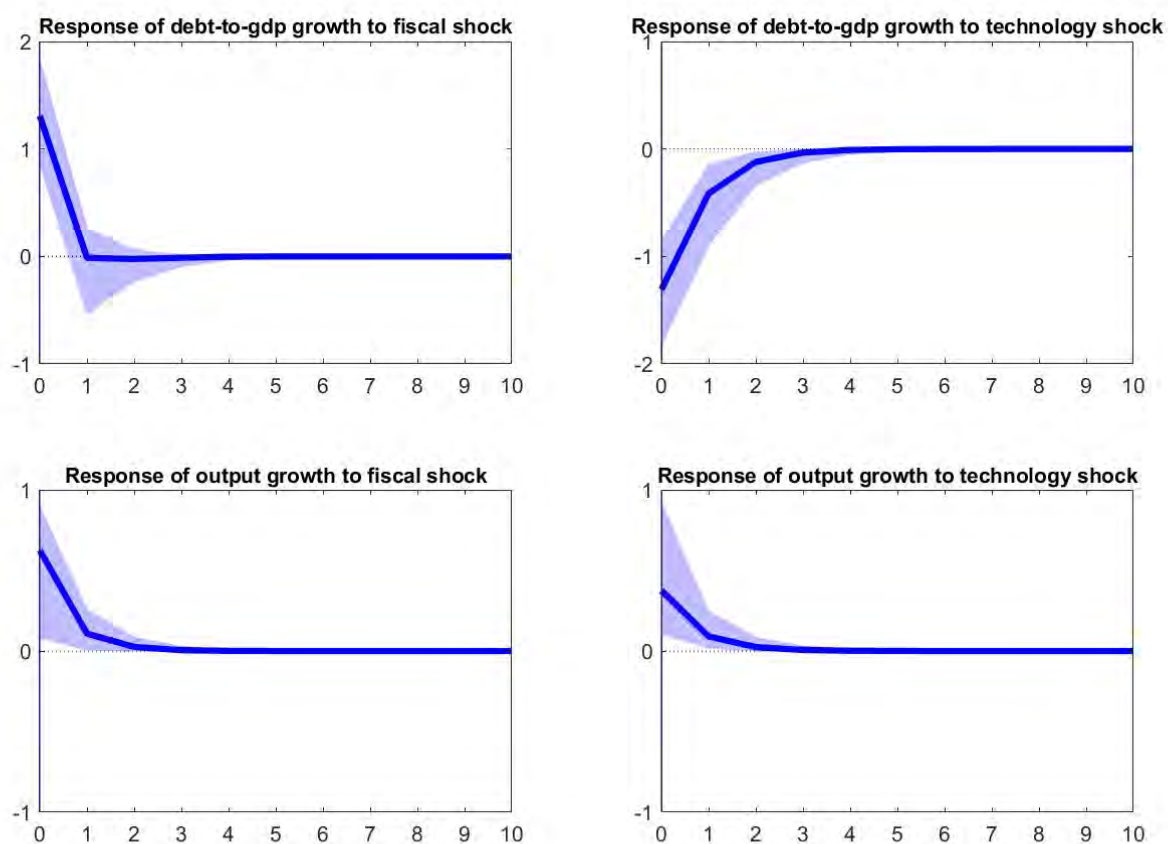 Response of debt-to-gdp growth to fiscal shock
2
1
0
-1
0 1 2 3 4 5 6 7 8 9 10
Response of debt-to-gdp growth to technology shock
1
0
-1
-2
0 1 2 3 4 5 6 7 8 9 10
Response of output growth to fiscal shock
1
0
-1
0 1 2 3 4 5 6 7 8 9 10
Response of output growth to technology shock
1
0
-1
0 1 2 3 4 5 6 7 8 9 10